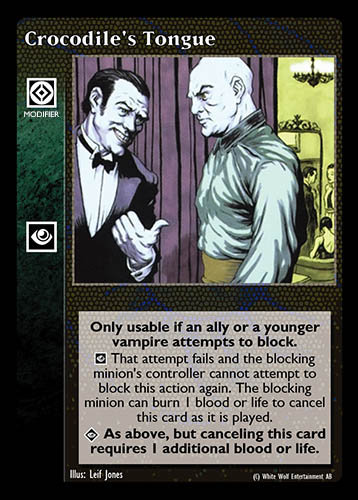 Crocodile's Tongue
MODIFIER
Only usable if an ally or a younger
vampire attempts to block.
That attempt fails and the blocking
minion's controller cannot attempt to
block this action again. The blocking
minion can burn 1 blood or life to cancel
this card as it is played.
As above, but canceling this card
requires 1 additional blood or life.
Illus: Leif Jones
(C) White Wolf Entertainment AB